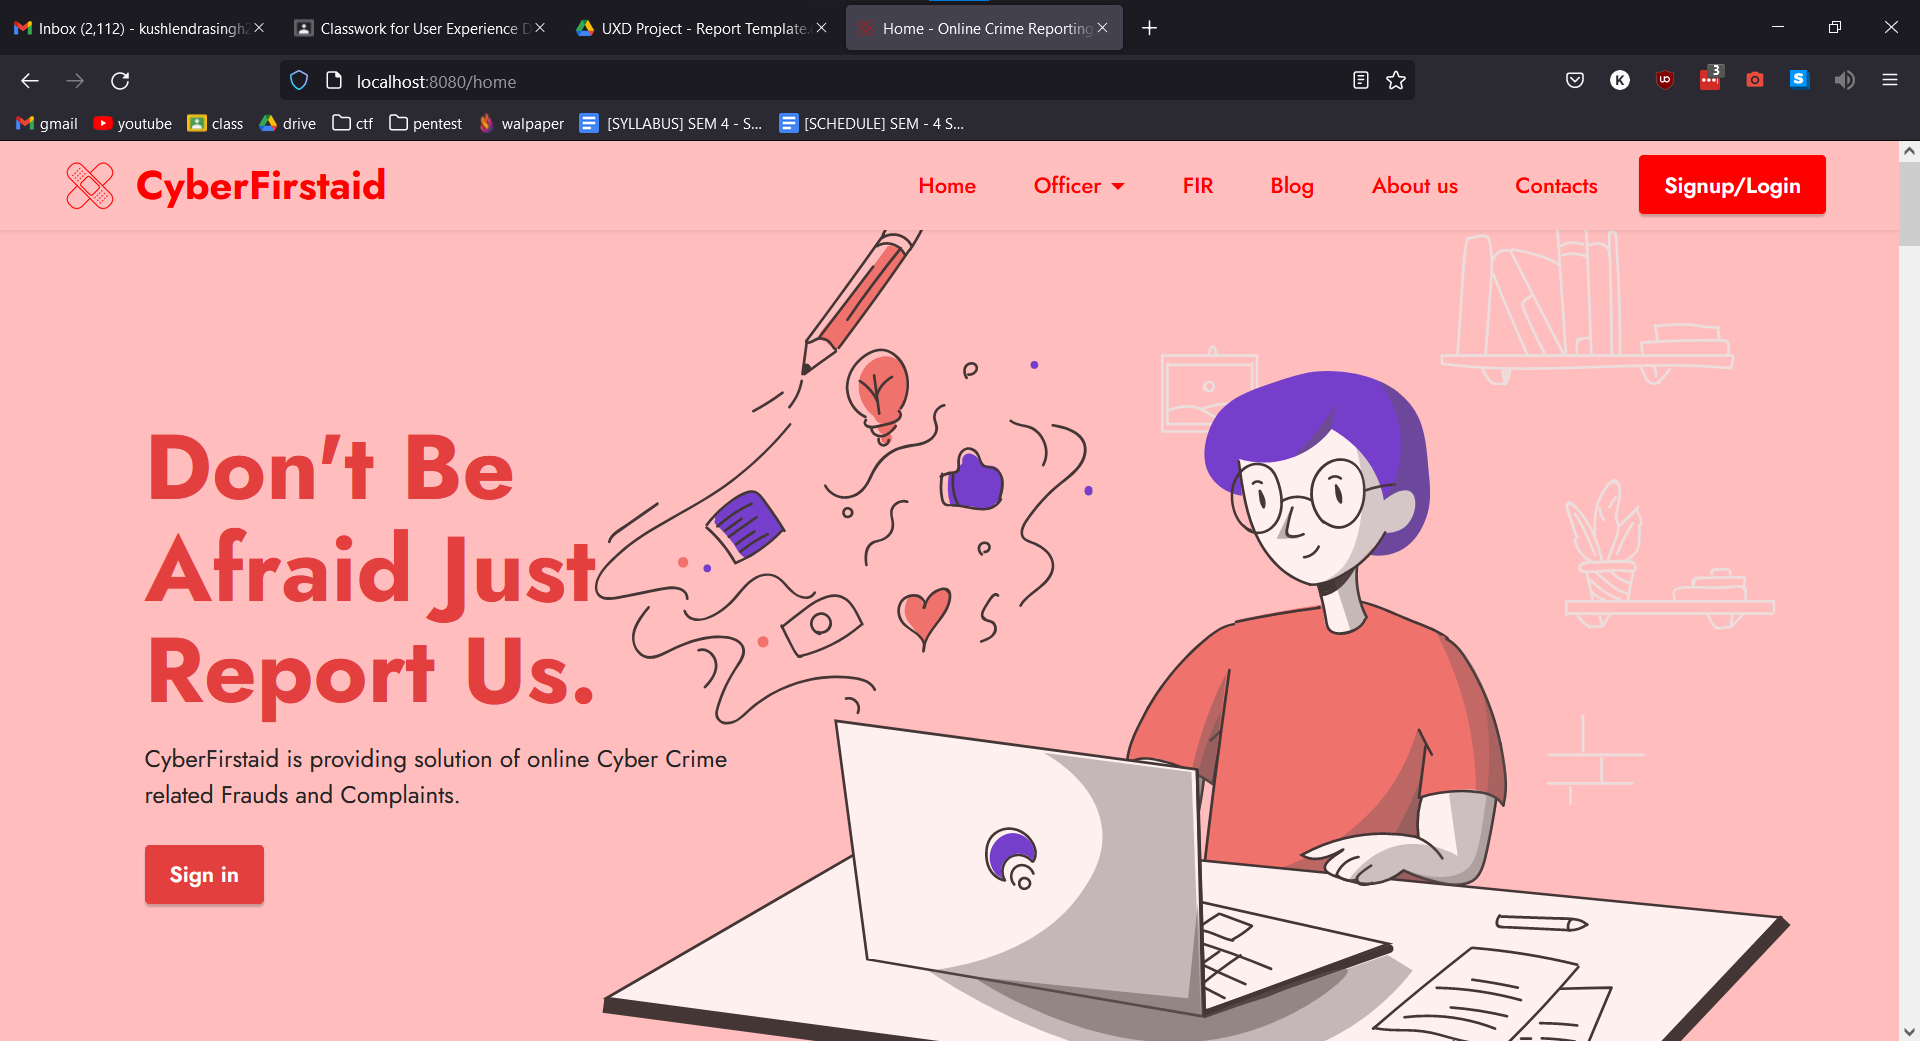 Inbox (2,112) - kushlendrasingh2
Classwork for User Experience D
UXD Project - Report Template.
Home - Online Crime Reporting
localhost:8080/home
K
uo
3
S
gmail
youtube
class
drive
ctf
pentest
walpaper
[SYLLABUS] SEM 4 - S...
[SCHEDULE] SEM - 4 S...
CyberFirstaid
Home
Officer
FIR
Blog
About us
Contacts
Signup/Login
Don't Be
Afraid Just
Report Us.
CyberFirstaid is providing solution of online Cyber Crime
related Frauds and Complaints.
Sign in